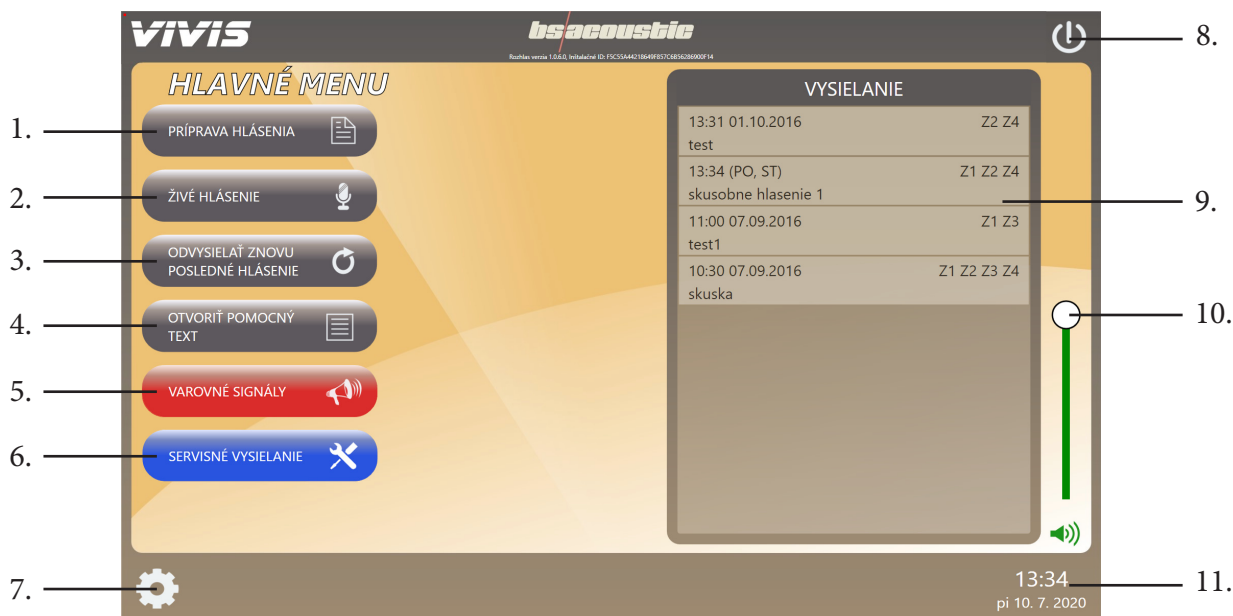 VIVIS
bsacoustic
Rozhlas verzia 1.0.6.0, Inštalačné ID: F5C55A44218649F857C6B56286900F14
8.
HLAVNÉ MENU
1.
PRÍPRAVA HLÁSENIA
2.
ŽIVÉ HLÁSENIE
3.
ODVYSIELAŤ ZNOVU
POSLEDNÉ HLÁSENIE
4.
OTVORIŤ POMOCNÝ
TEXT
5.
VAROVNÉ SIGNÁLY
6.
SERVISNÉ VYSIELANIE
VYSIELANIE
13:31 01.10.2016 Z2 Z4
test
13:34 (PO, ST) Z1 Z2 Z4
skusobne hlasenie 1
9.
11:00 07.09.2016 Z1 Z3
test1
10:30 07.09.2016 Z1 Z2 Z3 Z4
skuska
10.
7.
13:34
11.
pi 10. 7. 2020